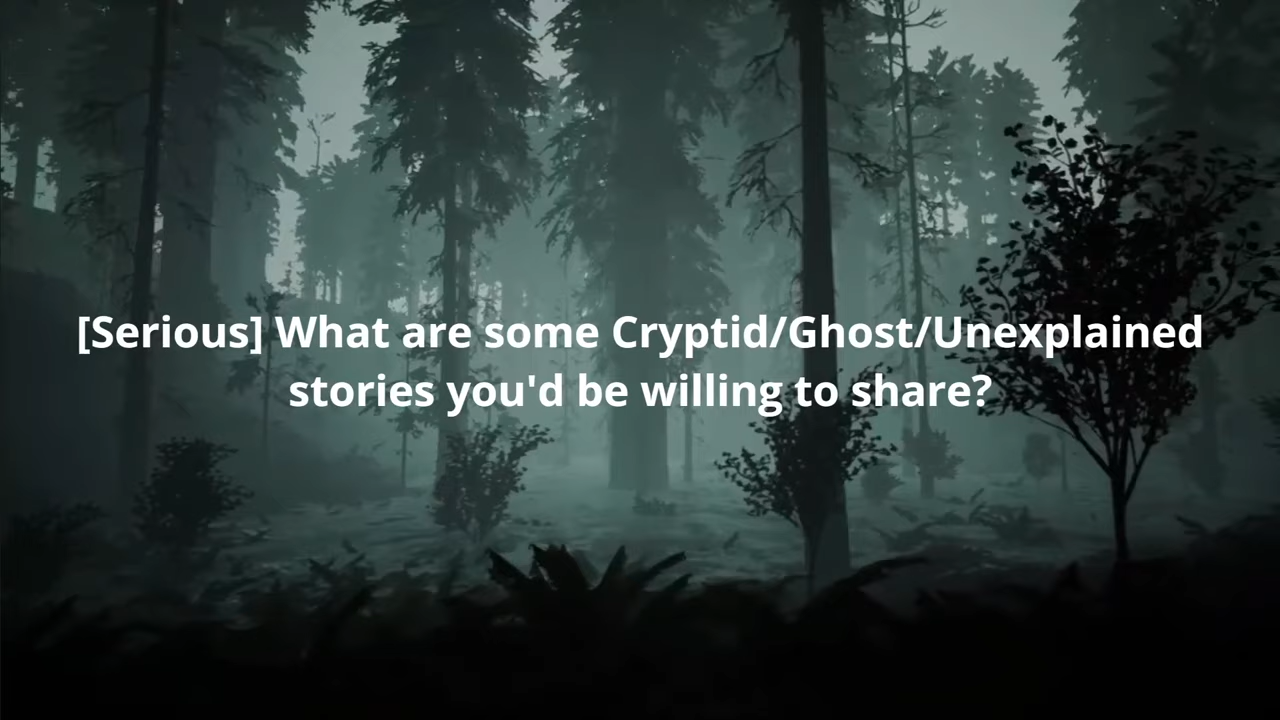 [Serious] What are some Cryptid/Ghost/Unexplained
stories you'd be willing to share?